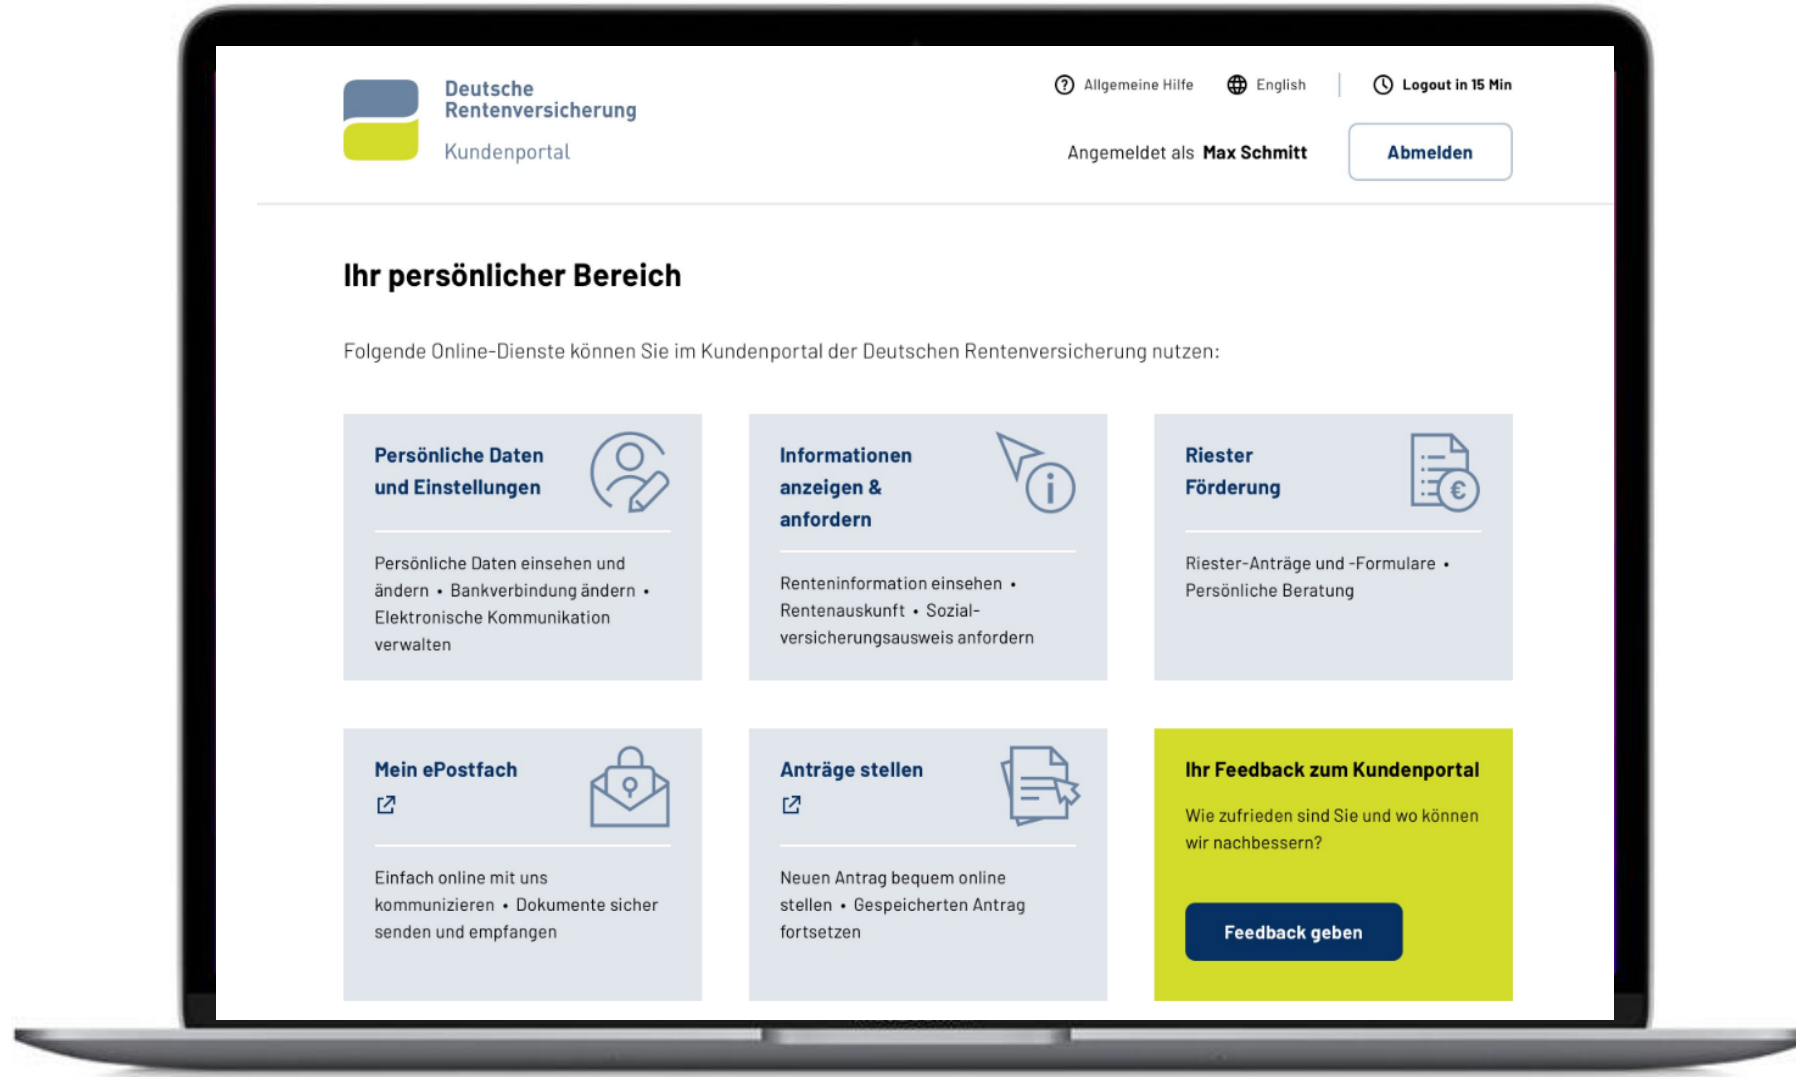 Deutsche
Rentenversicherung
Kundenportal
Allgemeine Hilfe
English
Logout in 15 Min
Angemeldet als Max Schmitt
Abmelden
Ihr persönlicher Bereich
Folgende Online-Dienste können Sie im Kundenportal der Deutschen Rentenversicherung nutzen:
Persönliche Daten
und Einstellungen
Persönliche Daten einsehen und
ändern • Bankverbindung ändern •
Elektronische Kommunikation
verwalten
Informationen
anzeigen &
anfordern
Renteninformation einsehen •
Rentenauskunft • Sozial-
versicherungsausweis anfordern
Riester
Förderung
Riester-Anträge und -Formulare •
Persönliche Beratung
Mein ePostfach
Einfach online mit uns
kommunizieren • Dokumente sicher
senden und empfangen
Anträge stellen
Neuen Antrag bequem online
stellen • Gespeicherten Antrag
fortsetzen
Ihr Feedback zum Kundenportal
Wie zufrieden sind Sie und wo können
wir nachbessern?
Feedback geben